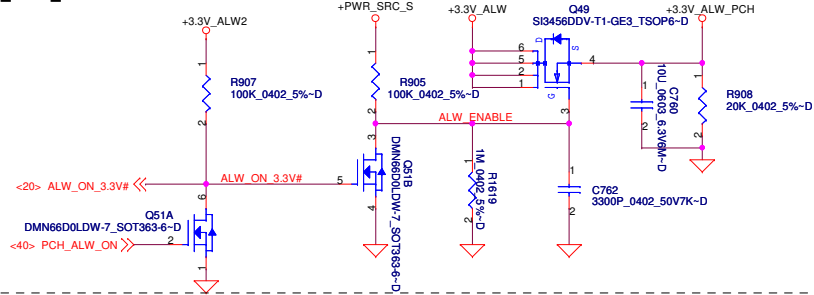 +3.3V_ALW2
+PWR_SRC_S
+3.3V_ALW
Q49
SI3456DDV-T1-GE3_TSOP6~D
+3.3V_ALW_PCH
1
R907
100K_0402_5%~D
2
1
R905
100K_0402_5%~D
2
6
5
2
1
D
S
G
4
3
1
C760
10U_0603_6.3V6M~D
2
1
R908
20K_0402_5%~D
2
ALW_ENABLE
3
Q51B
DMN66D0LDW-7_SOT363-6~D
5
4
1
R1619
1M_0402_5%~D
2
1
C762
3300P_0402_50V7K~D
2
<20> ALW_ON_3.3V#
ALW_ON_3.3V#
6
Q51A
DMN66D0LDW-7_SOT363-6~D
<40> PCH_ALW_ON
2
1